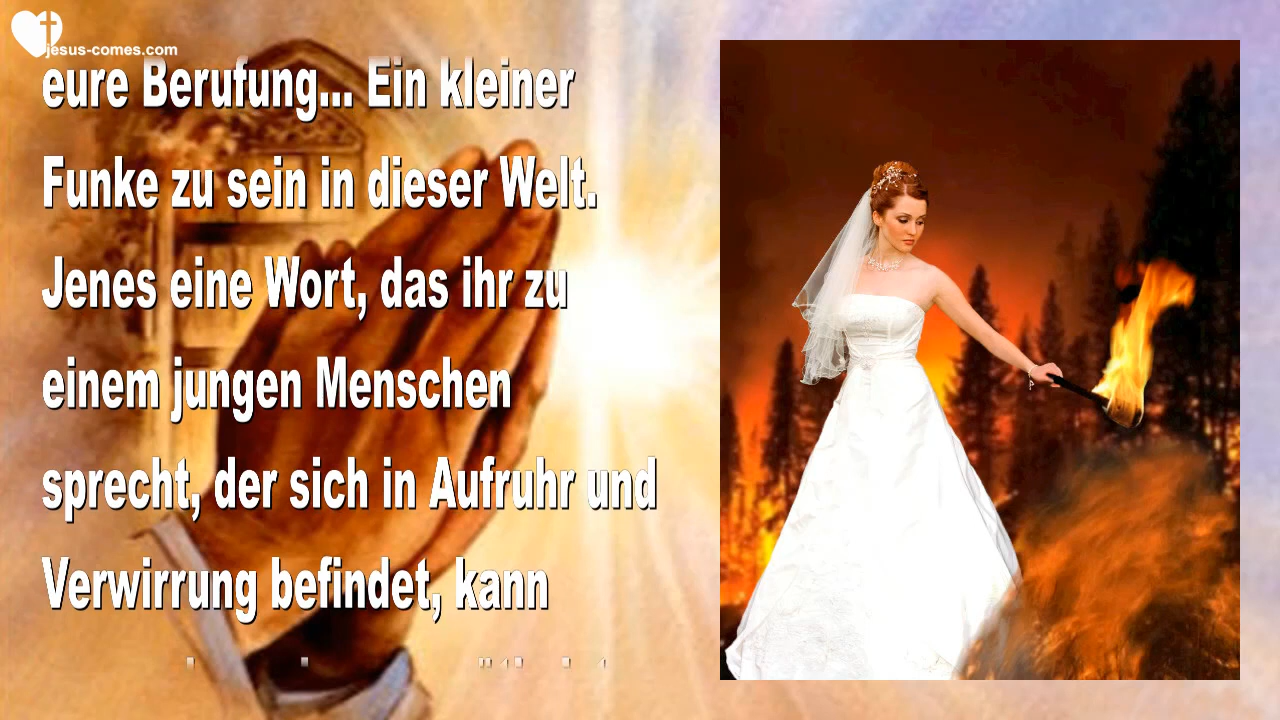 jesus-comes.com
eure Berufung... Ein kleiner
Funke zu sein in dieser Welt.
Jenes eine Wort, das ihr zu
einem jungen Menschen
sprecht, der sich in Aufruhr und
Verwirrung befindet, kann